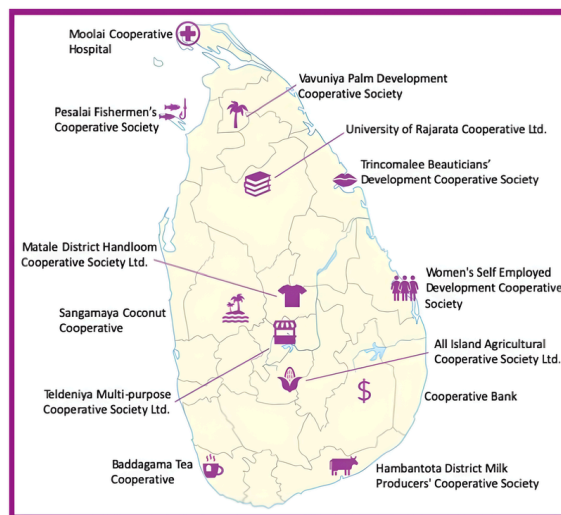 Moolai Cooperative
Hospital
Vavuniya Palm Development
Cooperative Society
Pesalai Fishermen's
Cooperative Society
University of Rajarata Cooperative Ltd.
Trincomalee Beauticians'
Development Cooperative Society
Matale District Handloom
Cooperative Society Ltd.
Women's Self Employed
Development Cooperative
Society
Sangamaya Coconut
Cooperative
All Island Agricultural
Cooperative Society Ltd.
Teldeniya Multi-purpose
Cooperative Society Ltd.
$
Cooperative Bank
Baddagama Tea
Cooperative
Hambantota District Milk
Producers' Cooperative Society